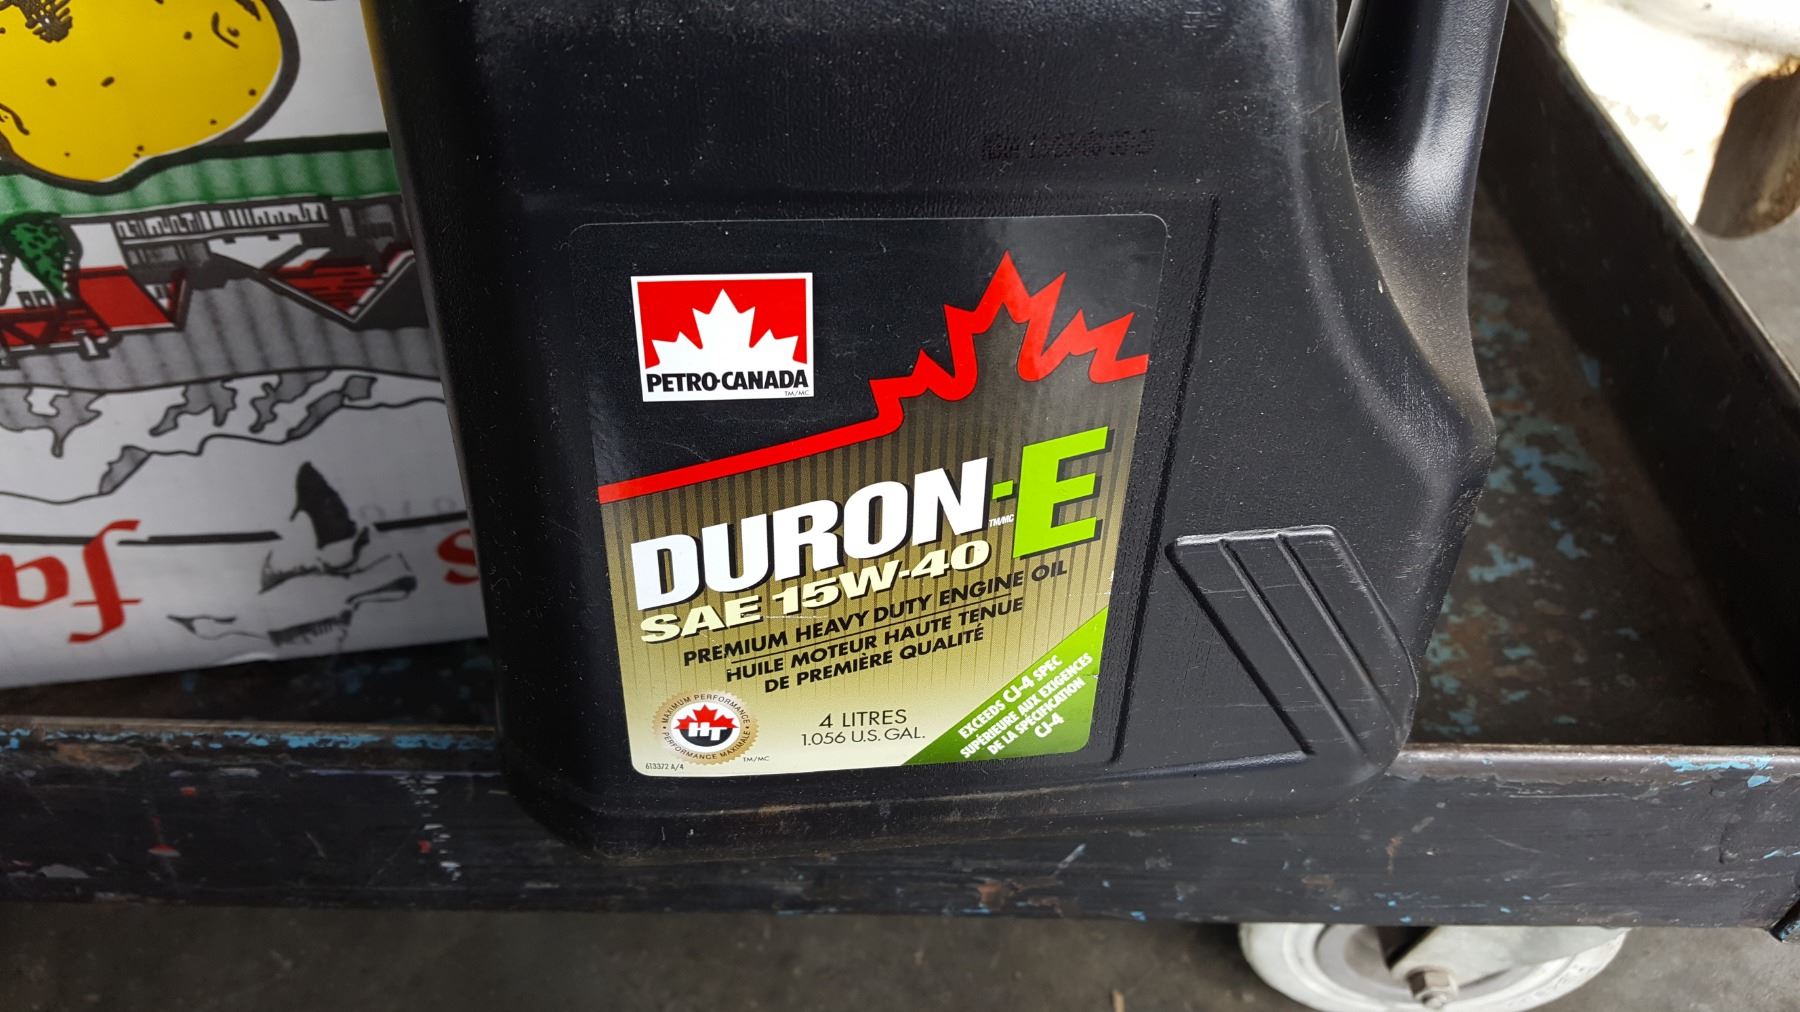 PETRO-CANADA
TM/MC
DURON-E
TM/MC
SAE 15W-40
PREMIUM HEAVY DUTY ENGINE OIL
HUILE MOTEUR HAUTE TENUE
DE PREMIÈRE QUALITÉ
MAXIMUM PERFORMANCE
HT
PERFORMANCE MAXIMALE
TM/MC
4 LITRES
1.056 U.S. GAL.
EXCEEDS CJ-4 SPEC
SUPÉRIEURE AUX EXIGENCES
DE LA SPÉCIFICATION
CJ-4
613372 A/4
fa